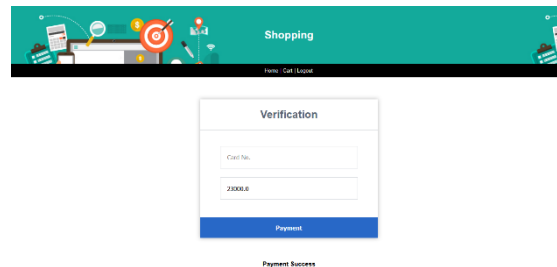 Shopping
Home | Cart | Logout
Verification
Card No.
23000.0
Payment
Payment Success